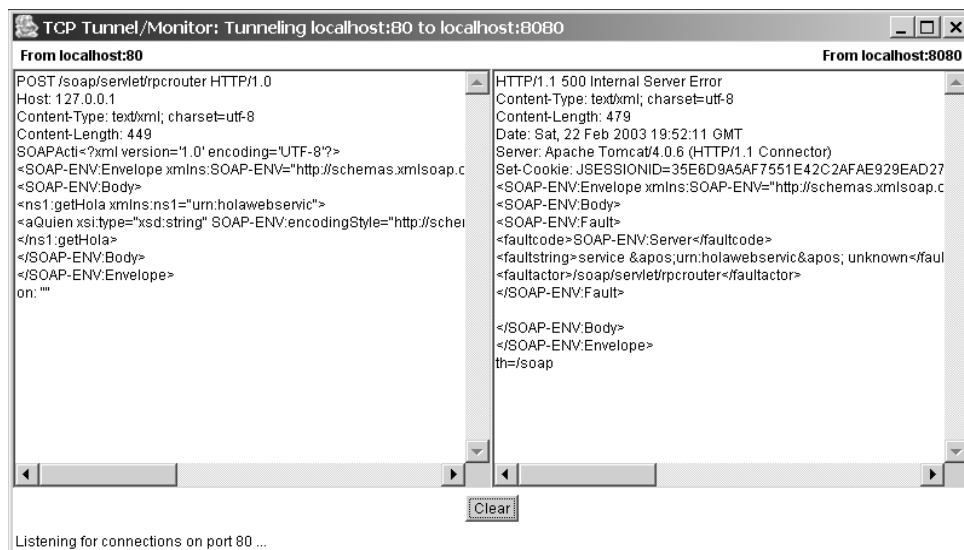 TCP Tunnel/Monitor: Tunneling localhost:80 to localhost:8080
From localhost:80
From localhost:8080
POST /soap/servlet/rpcrouter HTTP/1.0
Host: 127.0.0.1
Content-Type: text/xml; charset=utf-8
Content-Length: 449
SOAPActi<?xml version='1.0' encoding='UTF-8'?>
<SOAP-ENV:Envelope xmlns:SOAP-ENV="http://schemas.xmlsoap.o
<SOAP-ENV:Body>
<ns1:getHola xmlns:ns1="urn:holawebservic">
<aQuien xsi:type="xsd:string" SOAP-ENV:encodingStyle="http://scher
</ns1:getHola>
</SOAP-ENV:Body>
</SOAP-ENV:Envelope>
on: ""
HTTP/1.1 500 Internal Server Error
Content-Type: text/xml; charset=utf-8
Content-Length: 479
Date: Sat, 22 Feb 2003 19:52:11 GMT
Server: Apache Tomcat/4.0.6 (HTTP/1.1 Connector)
Set-Cookie: JSESSIONID=35E6D9A5AF7551E42C2AFAE929EAD27
<SOAP-ENV:Envelope xmlns:SOAP-ENV="http://schemas.xmlsoap.c
<SOAP-ENV:Body>
<SOAP-ENV:Fault>
<faultcode>SOAP-ENV:Server</faultcode>
<faultstring>service &apos;urn:holawebservic&apos; unknown</faul
<faultactor>/soap/servlet/rpcrouter</faultactor>
</SOAP-ENV:Fault>
</SOAP-ENV:Body>
</SOAP-ENV:Envelope>
th=/soap
Clear
Listening for connections on port 80 ...